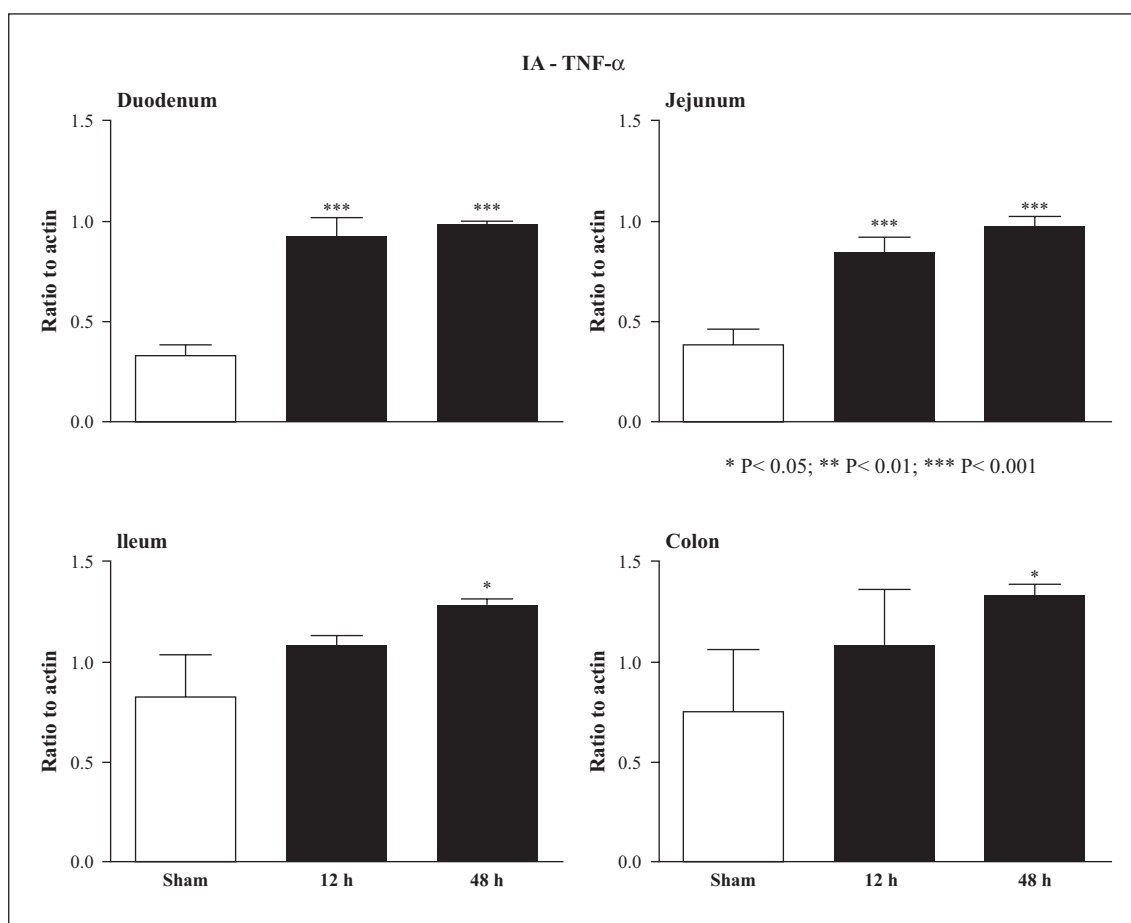 IA - TNF-α
Duodenum
Jejunum
1.5
1.0
0.5
0.0
Ratio to actin
***
***
1.5
1.0
0.5
0.0
Ratio to actin
***
***
* P< 0.05; ** P< 0.01; *** P< 0.001
lleum
Colon
1.5
1.0
0.5
0.0
Ratio to actin
*
Sham 12 h 48 h
1.5
1.0
0.5
0.0
Ratio to actin
*
Sham 12 h 48 h